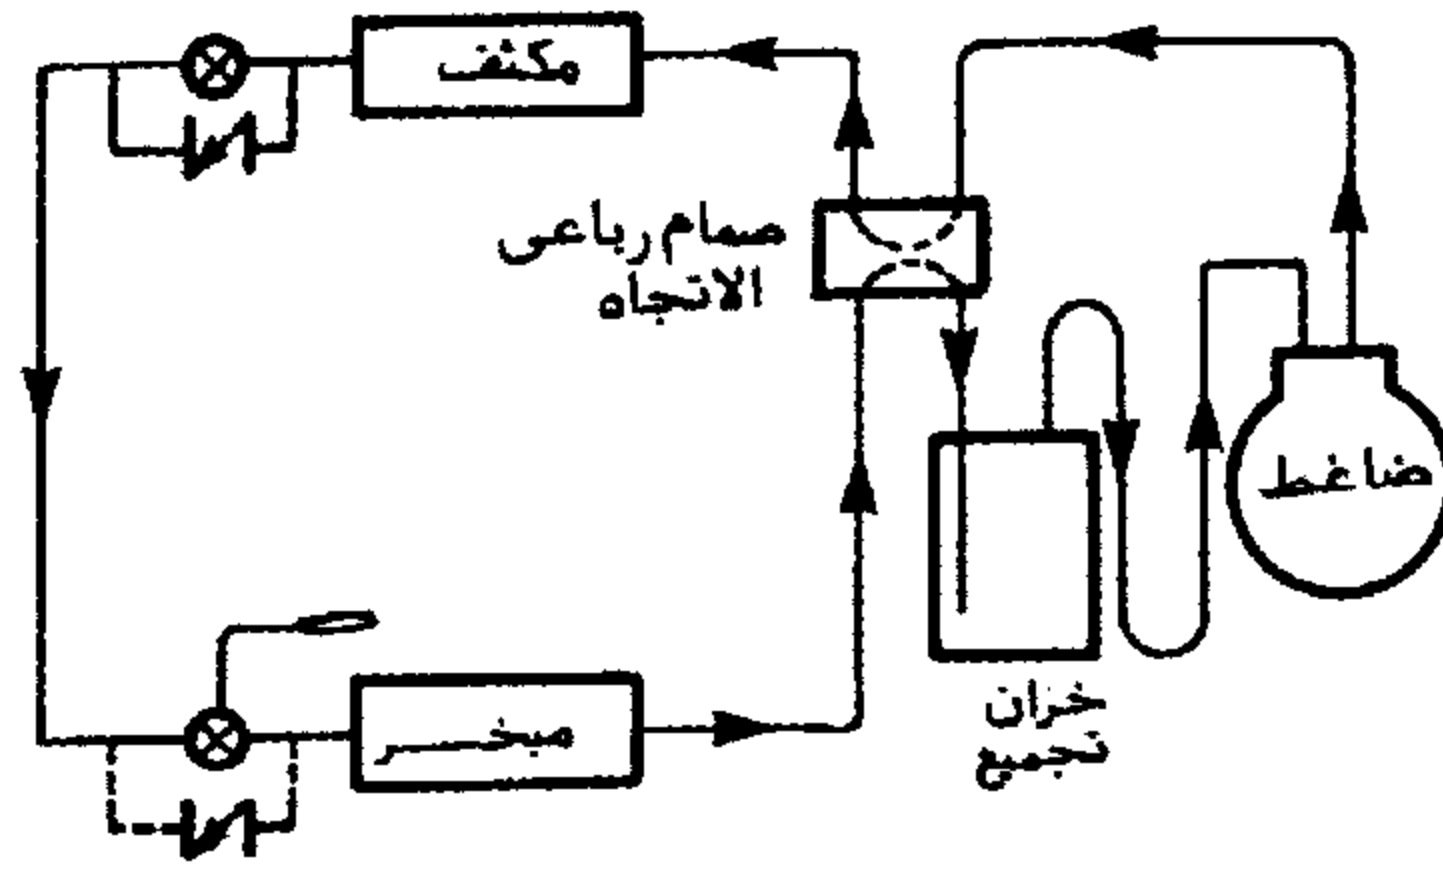 مكثف
صمام رباعى
الاتجاه
ضاغط
خزان
تجميع
مبخر